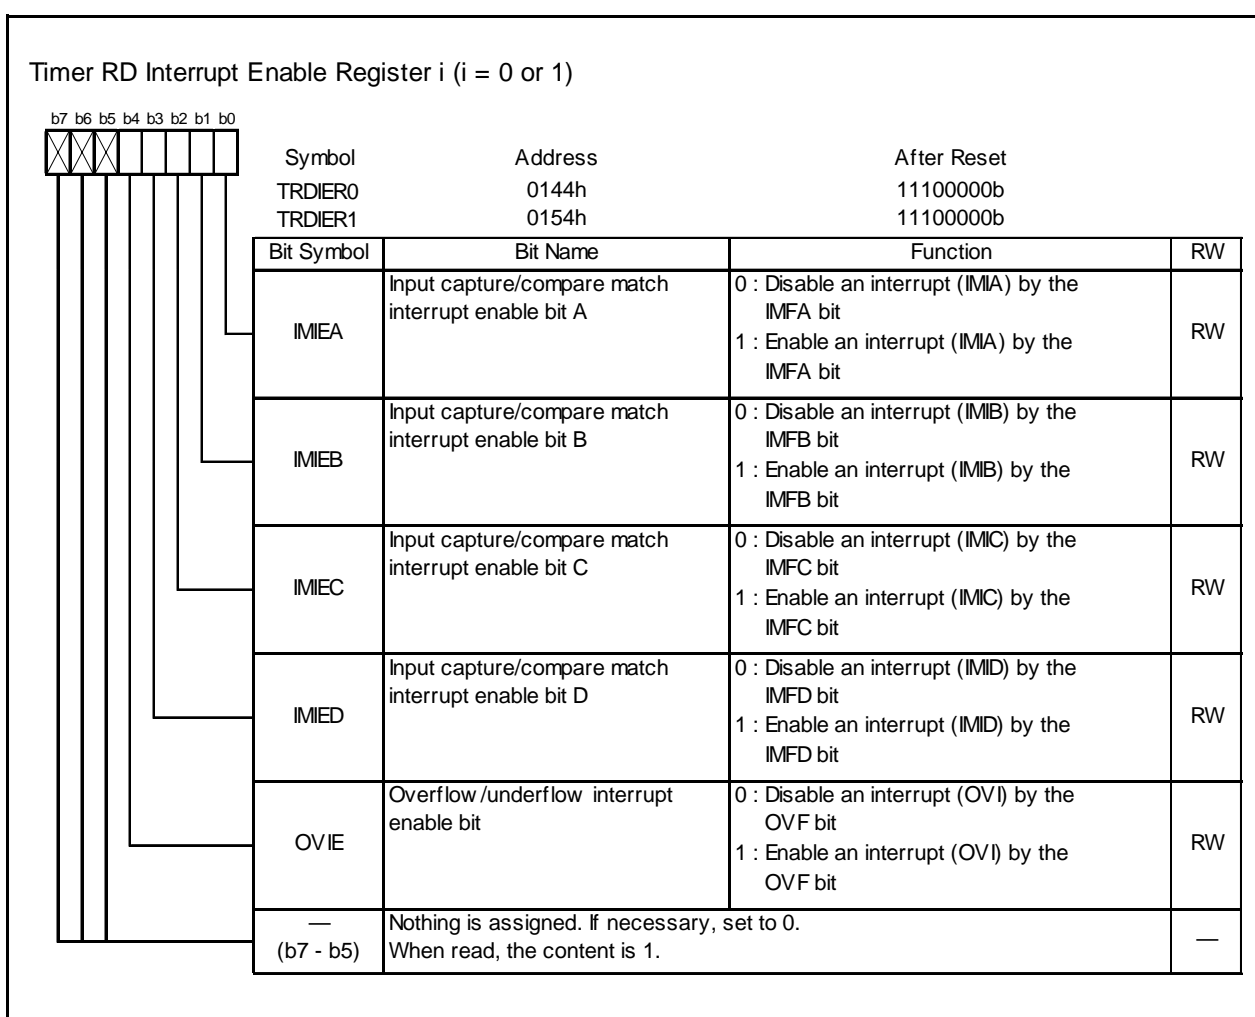 Timer RD Interrupt Enable Register i (i = 0 or 1)
b7 b6 b5 b4 b3 b2 b1 b0
Symbol Address After Reset
TRDIER0 0144h 11100000b
TRDIER1 0154h 11100000b
Bit Symbol Bit Name Function RW
IMIEA
Input capture/compare match
interrupt enable bit A
0 : Disable an interrupt (IMIA) by the
IMFA bit
1 : Enable an interrupt (IMIA) by the
IMFA bit
RW
IMIEB
Input capture/compare match
interrupt enable bit B
0 : Disable an interrupt (IMIB) by the
IMFB bit
1 : Enable an interrupt (IMIB) by the
IMFB bit
RW
IMIEC
Input capture/compare match
interrupt enable bit C
0 : Disable an interrupt (IMIC) by the
IMFC bit
1 : Enable an interrupt (IMIC) by the
IMFC bit
RW
IMIED
Input capture/compare match
interrupt enable bit D
0 : Disable an interrupt (IMID) by the
IMFD bit
1 : Enable an interrupt (IMID) by the
IMFD bit
RW
OVIE
Overflow/underflow interrupt
enable bit
0 : Disable an interrupt (OVI) by the
OVF bit
1 : Enable an interrupt (OVI) by the
OVF bit
RW
—
(b7 - b5)
Nothing is assigned. If necessary, set to 0.
When read, the content is 1.
—